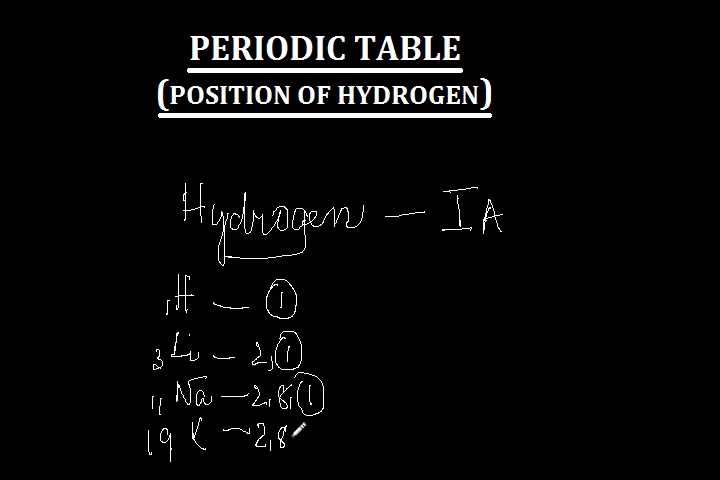 PERIODIC TABLE
(POSITION OF HYDROGEN)
Hydrogen — IA
₁H — 1
₃Li — 2,1
₁₁Na — 2,8,1
₁₉K — 2,8